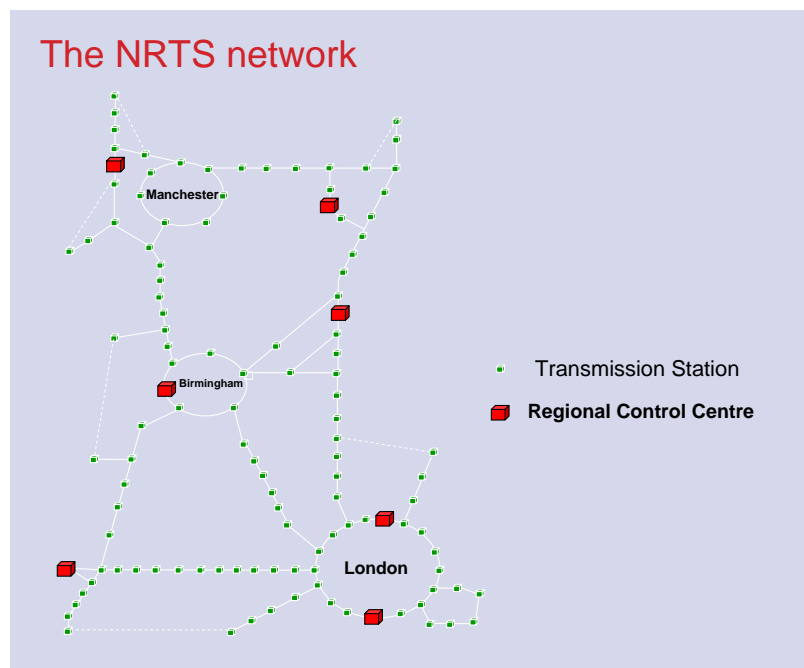 The NRTS network
Manchester
Birmingham
Transmission Station
Regional Control Centre
London